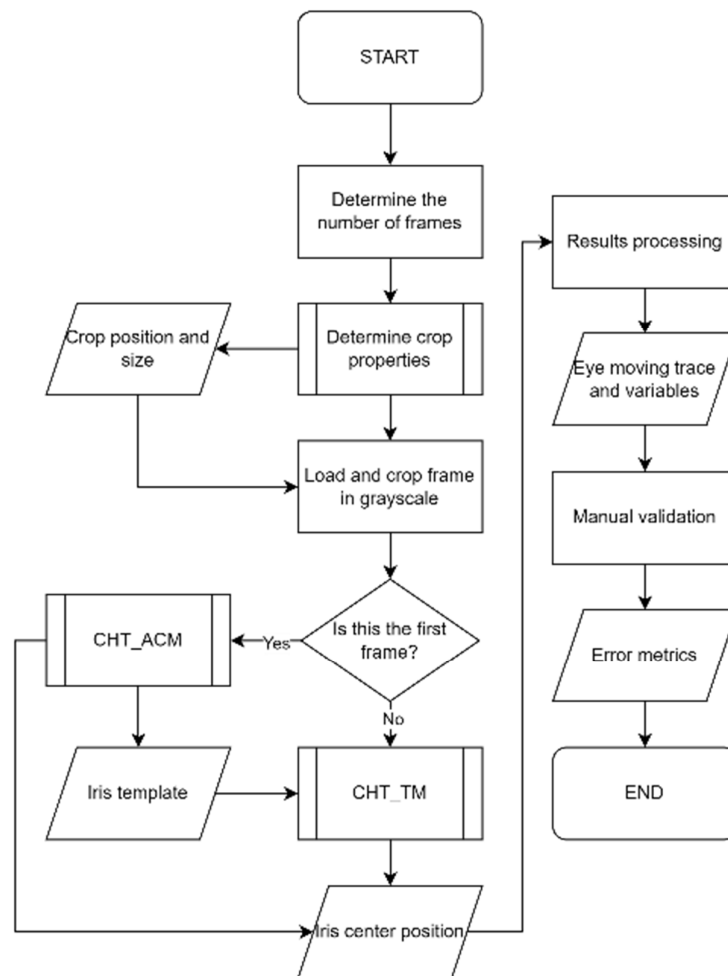 START
Determine the
number of frames
Determine crop
properties
Crop position and
size
Load and crop frame
in grayscale
Is this the first
frame?
Yes
No
CHT_ACM
Iris template
CHT_TM
Iris center position
Results processing
Eye moving trace
and variables
Manual validation
Error metrics
END